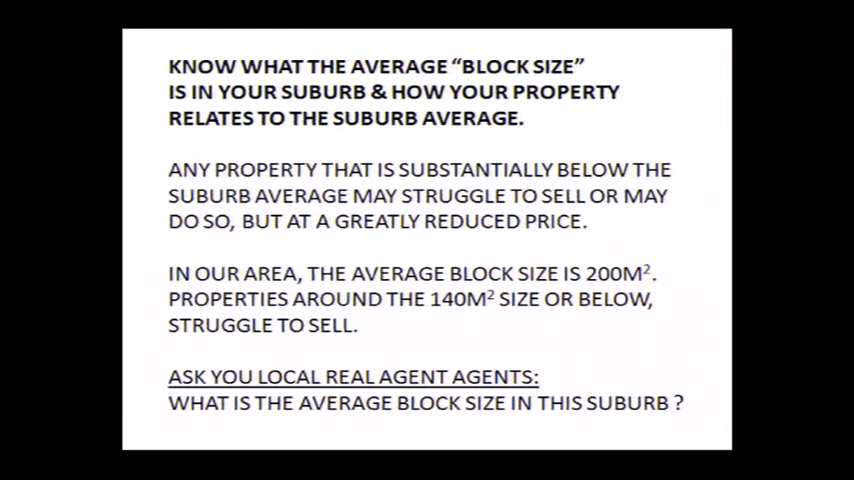 KNOW WHAT THE AVERAGE “BLOCK SIZE”
IS IN YOUR SUBURB & HOW YOUR PROPERTY
RELATES TO THE SUBURB AVERAGE.
ANY PROPERTY THAT IS SUBSTANTIALLY BELOW THE
SUBURB AVERAGE MAY STRUGGLE TO SELL OR MAY
DO SO, BUT AT A GREATLY REDUCED PRICE.
IN OUR AREA, THE AVERAGE BLOCK SIZE IS 200M².
PROPERTIES AROUND THE 140M² SIZE OR BELOW,
STRUGGLE TO SELL.
ASK YOU LOCAL REAL AGENT AGENTS:
WHAT IS THE AVERAGE BLOCK SIZE IN THIS SUBURB ?